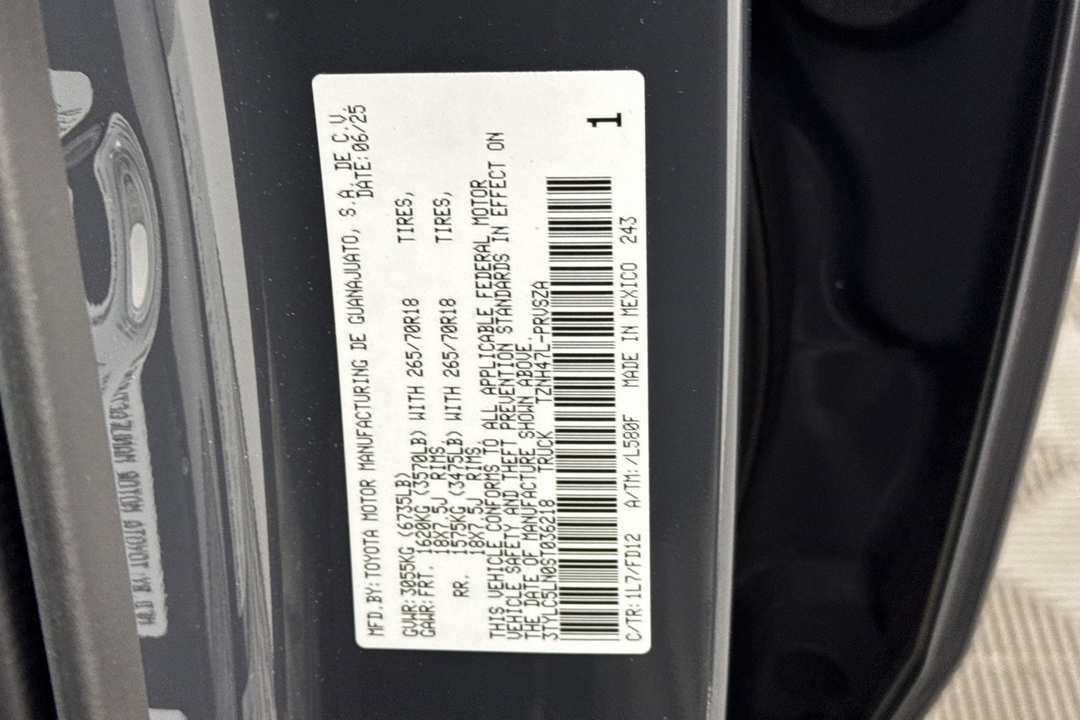 MFD.BY:TOYOTA MOTOR MANUFACTURING DE GUANAJUATO, S.A. DE C.V.
DATE:06/25
GVWR:3055KG (6735LB)
GAWR:FRT. 1620KG (3570LB) WITH 265/70R18 TIRES,
18X7.5J RIMS,
RR. 1575KG (3475LB) WITH 265/70R18 TIRES,
18X7.5J RIMS.
THIS VEHICLE CONFORMS TO ALL APPLICABLE FEDERAL MOTOR
VEHICLE SAFETY AND THEFT PREVENTION STANDARDS IN EFFECT ON
THE DATE OF MANUFACTURE SHOWN ABOVE.
3TYLC5LN0ST036218 TRUCK TZNH47L-PRVSZA
1
C/TR:1L7/FD12 A/TM:/L580F MADE IN MEXICO 243